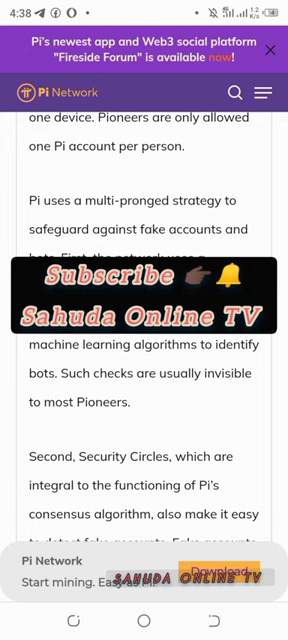 4:38
Pi's newest app and Web3 social platform
"Fireside Forum" is available now!
Pi Network
one device. Pioneers are only allowed
one Pi account per person.
Pi uses a multi-pronged strategy to
safeguard against fake accounts and
Subscribe
Sahuda Online TV
machine learning algorithms to identify
bots. Such checks are usually invisible
to most Pioneers.
Second, Security Circles, which are
integral to the functioning of Pi's
consensus algorithm, also make it easy
Pi Network
Download
Start mining.
SAHUDA ONLINE TV